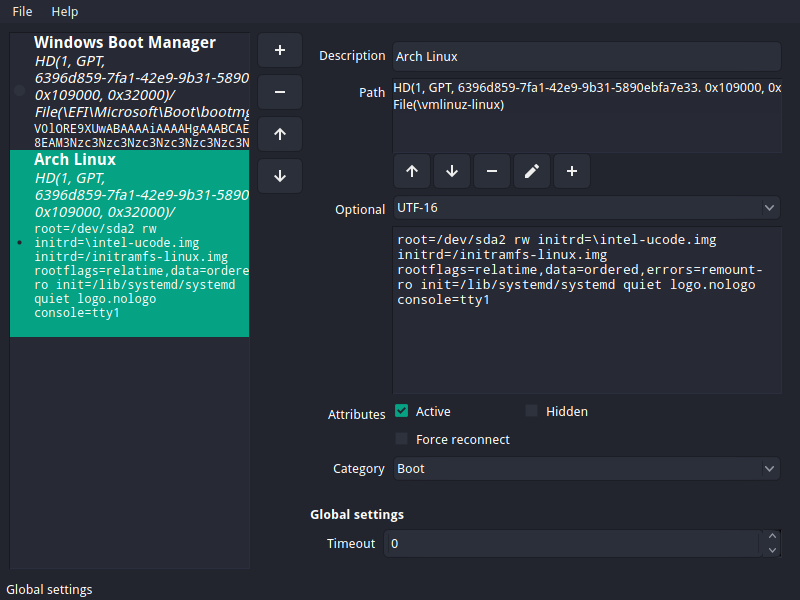 File Help
Windows Boot Manager
HD(1, GPT,
6396d859-7fa1-42e9-9b31-5890
0x109000, 0x32000)/
File(\EFI\Microsoft\Boot\bootmg
V0lORE9XUwABAAAAiAAAAHgAAABCAE
8EAM3Nzc3Nzc3Nzc3Nzc3Nzc3Nzc3N
Arch Linux
HD(1, GPT,
6396d859-7fa1-42e9-9b31-5890
0x109000, 0x32000)/
root=/dev/sda2 rw
initrd=\intel-ucode.img
initrd=/initramfs-linux.img
rootflags=relatime,data=ordere
ro init=/lib/systemd/systemd
quiet logo.nologo
console=tty1
Description Arch Linux
Path HD(1, GPT, 6396d859-7fa1-42e9-9b31-5890ebfa7e33. 0x109000, 0x
File(\vmlinuz-linux)
Optional UTF-16
root=/dev/sda2 rw initrd=\intel-ucode.img
initrd=/initramfs-linux.img
rootflags=relatime,data=ordered,errors=remount-
ro init=/lib/systemd/systemd quiet logo.nologo
console=tty1
Attributes Active Hidden
Force reconnect
Category Boot
Global settings
Timeout 0
Global settings